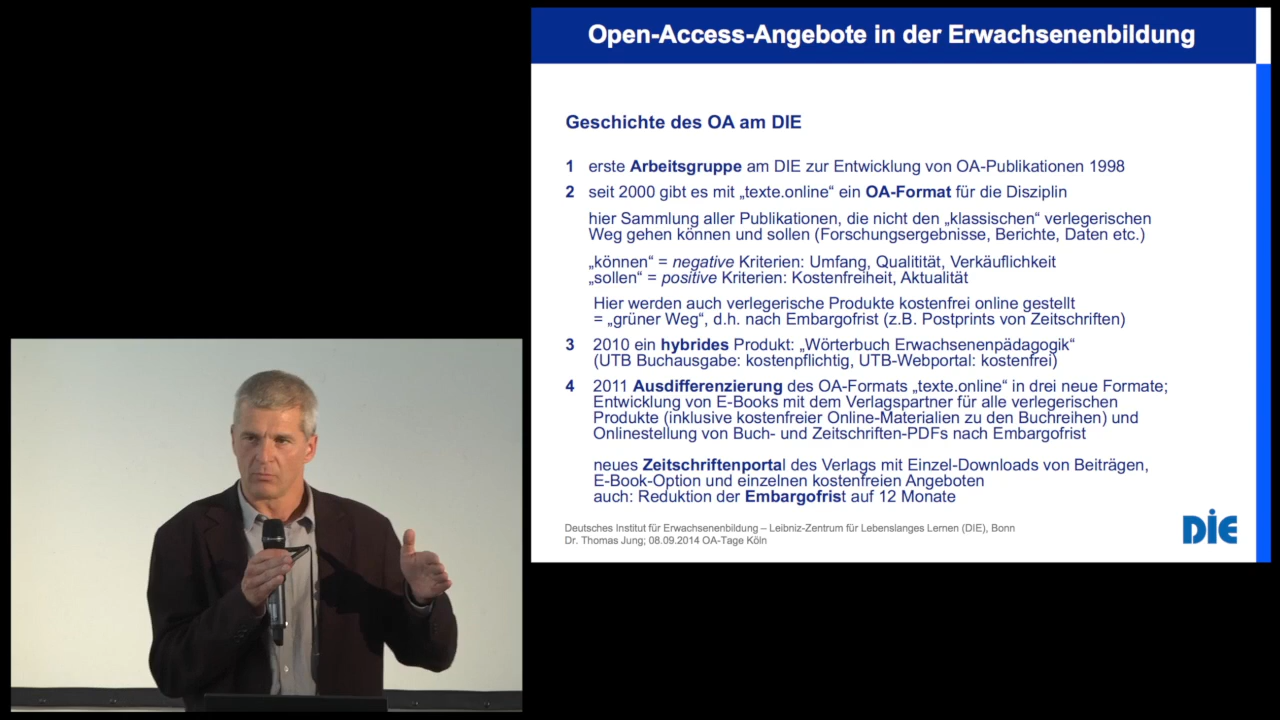 Open-Access-Angebote in der Erwachsenenbildung
Geschichte des OA am DIE
1 erste Arbeitsgruppe am DIE zur Entwicklung von OA-Publikationen 1998
2 seit 2000 gibt es mit „texte.online“ ein OA-Format für die Disziplin
hier Sammlung aller Publikationen, die nicht den „klassischen“ verlegerischen
Weg gehen können und sollen (Forschungsergebnisse, Berichte, Daten etc.)
„können“ = negative Kriterien: Umfang, Qualitität, Verkäuflichkeit
„sollen“ = positive Kriterien: Kostenfreiheit, Aktualität
Hier werden auch verlegerische Produkte kostenfrei online gestellt
= „grüner Weg“, d.h. nach Embargofrist (z.B. Postprints von Zeitschriften)
3 2010 ein hybrides Produkt: „Wörterbuch Erwachsenenpädagogik“
(UTB Buchausgabe: kostenpflichtig, UTB-Webportal: kostenfrei)
4 2011 Ausdifferenzierung des OA-Formats „texte.online“ in drei neue Formate;
Entwicklung von E-Books mit dem Verlagspartner für alle verlegerischen
Produkte (inklusive kostenfreier Online-Materialien zu den Buchreihen) und
Onlinestellung von Buch- und Zeitschriften-PDFs nach Embargofrist
neues Zeitschriftenportal des Verlags mit Einzel-Downloads von Beiträgen,
E-Book-Option und einzelnen kostenfreien Angeboten
auch: Reduktion der Embargofrist auf 12 Monate
Deutsches Institut für Erwachsenenbildung – Leibniz-Zentrum für Lebenslanges Lernen (DIE), Bonn
Dr. Thomas Jung; 08.09.2014 OA-Tage Köln
DIE